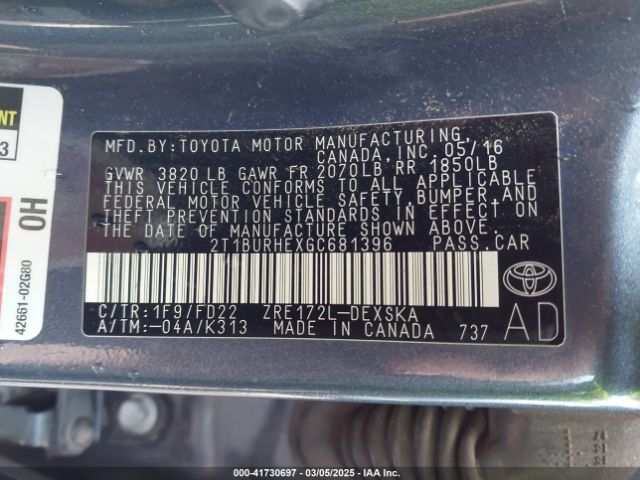 MFD.BY:TOYOTA MOTOR MANUFACTURING,
CANADA, INC. 05/16
GVWR 3820 LB GAWR FR 2070LB RR 1850LB
THIS VEHICLE CONFORMS TO ALL APPLICABLE
FEDERAL MOTOR VEHICLE SAFETY, BUMPER, AND
THEFT PREVENTION STANDARDS IN EFFECT ON
THE DATE OF MANUFACTURE SHOWN ABOVE.
2T1BURHEXGC681396 PASS.CAR
C/TR:1F9/FD22 ZRE172L-DEXSKA
A/TM:-04A/K313 MADE IN CANADA 737
AD
OH
42661-02G80
000-41730697 - 03/05/2025 - IAA Inc.